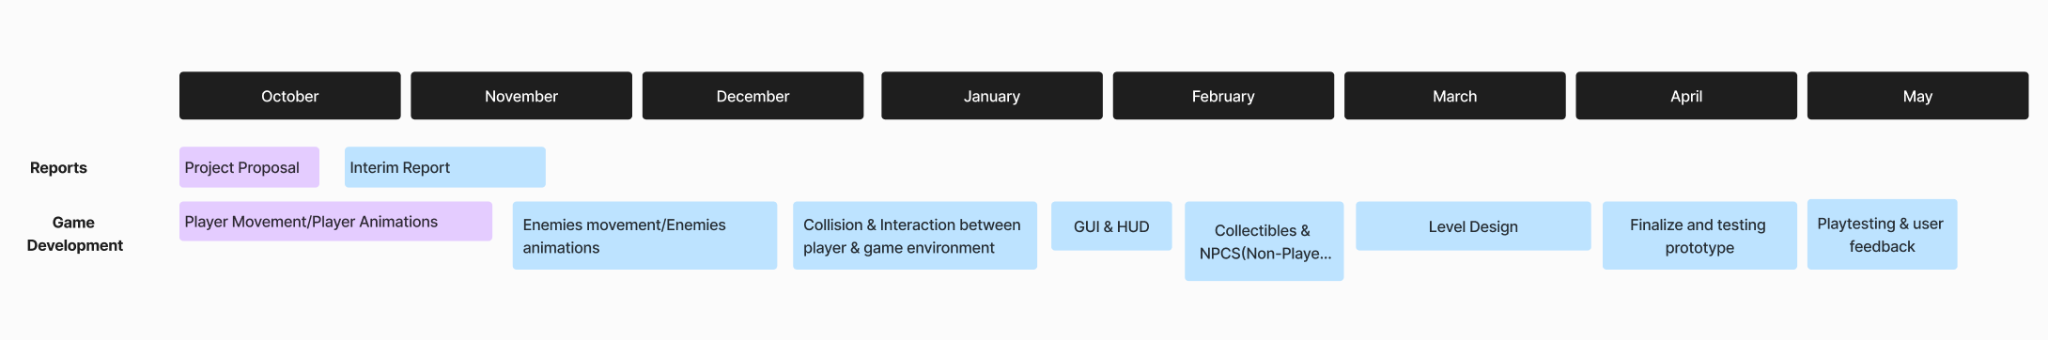 October
November
December
January
February
March
April
May
Reports
Project Proposal
Interim Report
Game
Development
Player Movement/Player Animations
Enemies movement/Enemies
animations
Collision & Interaction between
player & game environment
GUI & HUD
Collectibles &
NPCS(Non-Playe...
Level Design
Finalize and testing
prototype
Playtesting & user
feedback